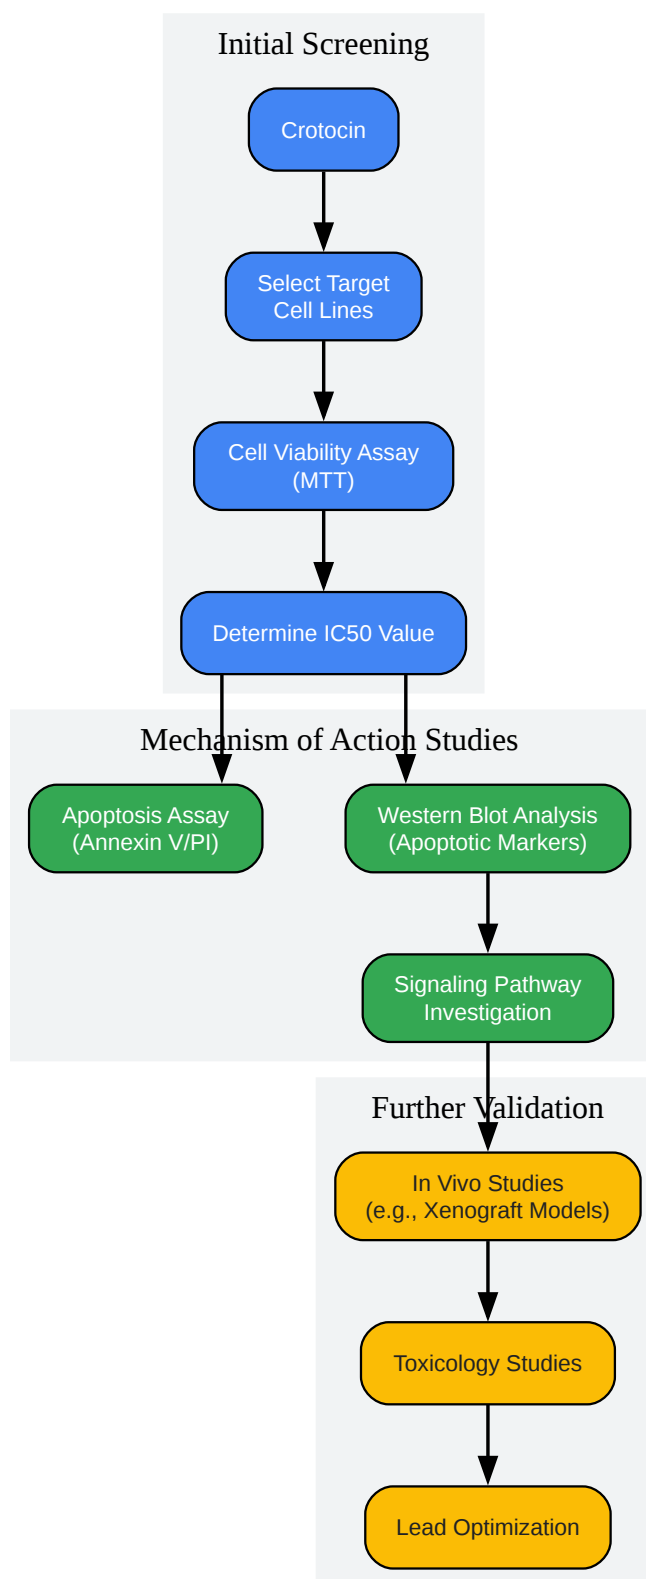 Initial Screening
Crotocin
Select Target
Cell Lines
Cell Viability Assay
(MTT)
Determine IC50 Value
Mechanism of Action Studies
Apoptosis Assay
(Annexin V/PI)
Western Blot Analysis
(Apoptotic Markers)
Signaling Pathway
Investigation
Further Validation
In Vivo Studies
(e.g., Xenograft Models)
Toxicology Studies
Lead Optimization